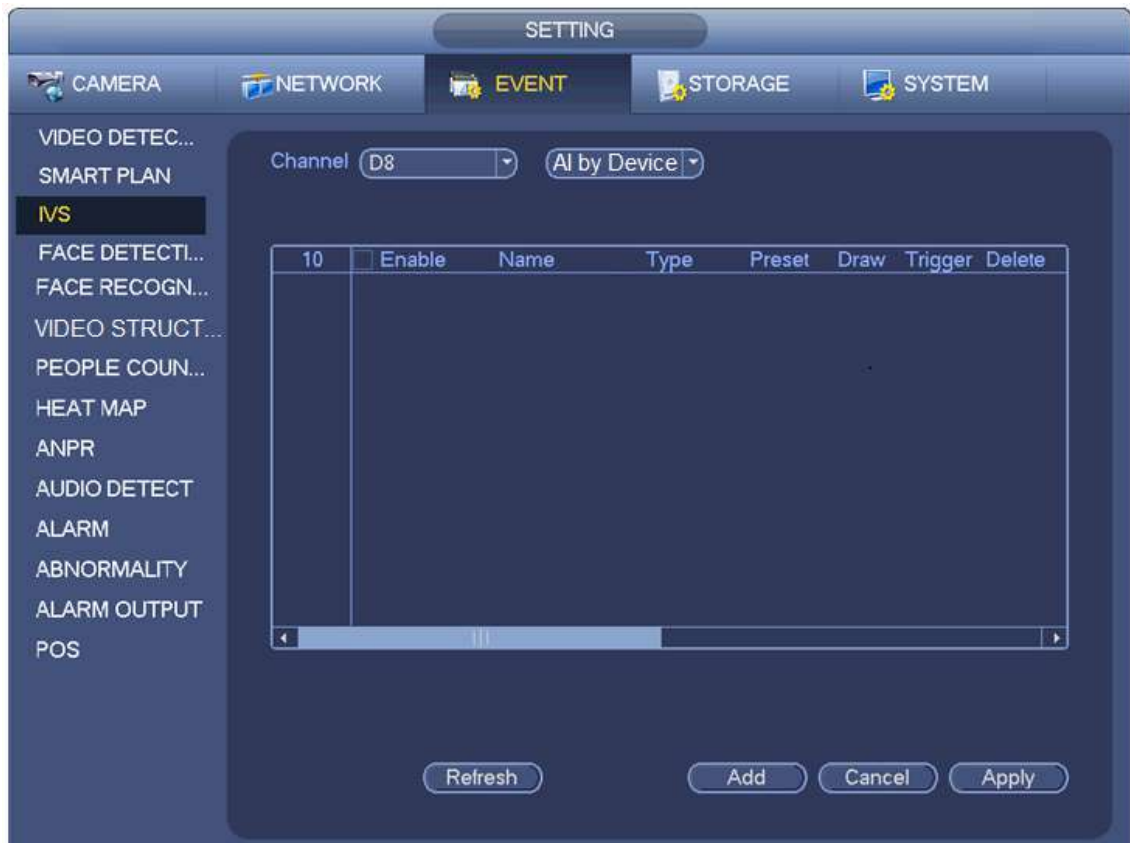 SETTING
CAMERA NETWORK EVENT STORAGE SYSTEM
VIDEO DETEC...
SMART PLAN
IVS
FACE DETECTI...
FACE RECOGN...
VIDEO STRUCT...
PEOPLE COUN...
HEAT MAP
ANPR
AUDIO DETECT
ALARM
ABNORMALITY
ALARM OUTPUT
POS
Channel D8 AI by Device
10 Enable Name Type Preset Draw Trigger Delete
Refresh Add Cancel Apply